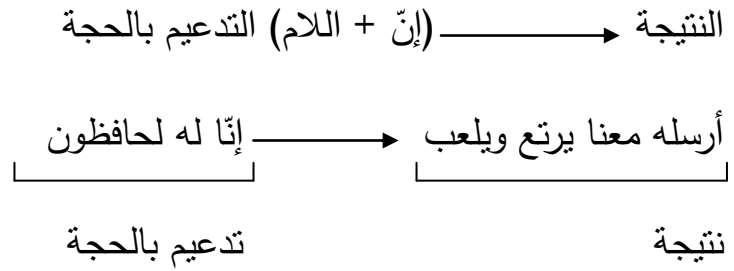 النتيجة (إنّ + اللام) التدعيم بالحجة
أرسله معنا يرتع ويلعب إنّا له لحافظون
نتيجة تدعيم بالحجة